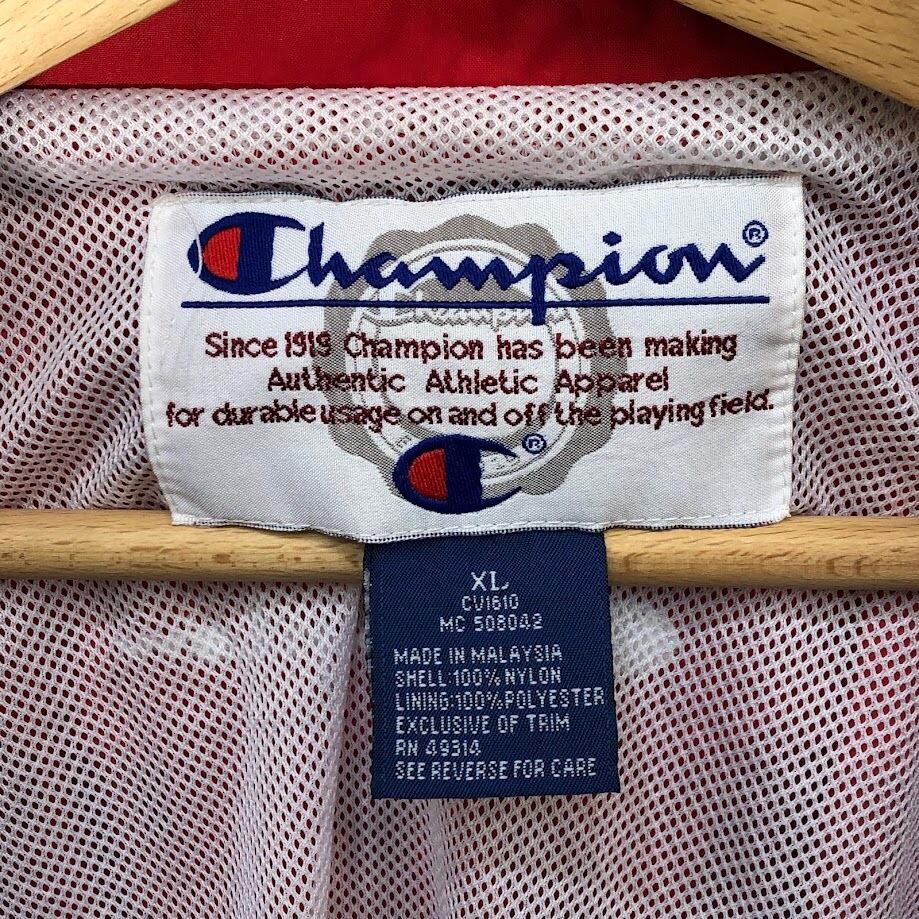 Champion®
Since 1919 Champion has been making
Authentic Athletic Apparel
for durable usage on and off the playing field.
®
XL
CV1610
MC 508042
MADE IN MALAYSIA
SHELL:100%NYLON
LINING:100%POLYESTER
EXCLUSIVE OF TRIM
RN 49314
SEE REVERSE FOR CARE